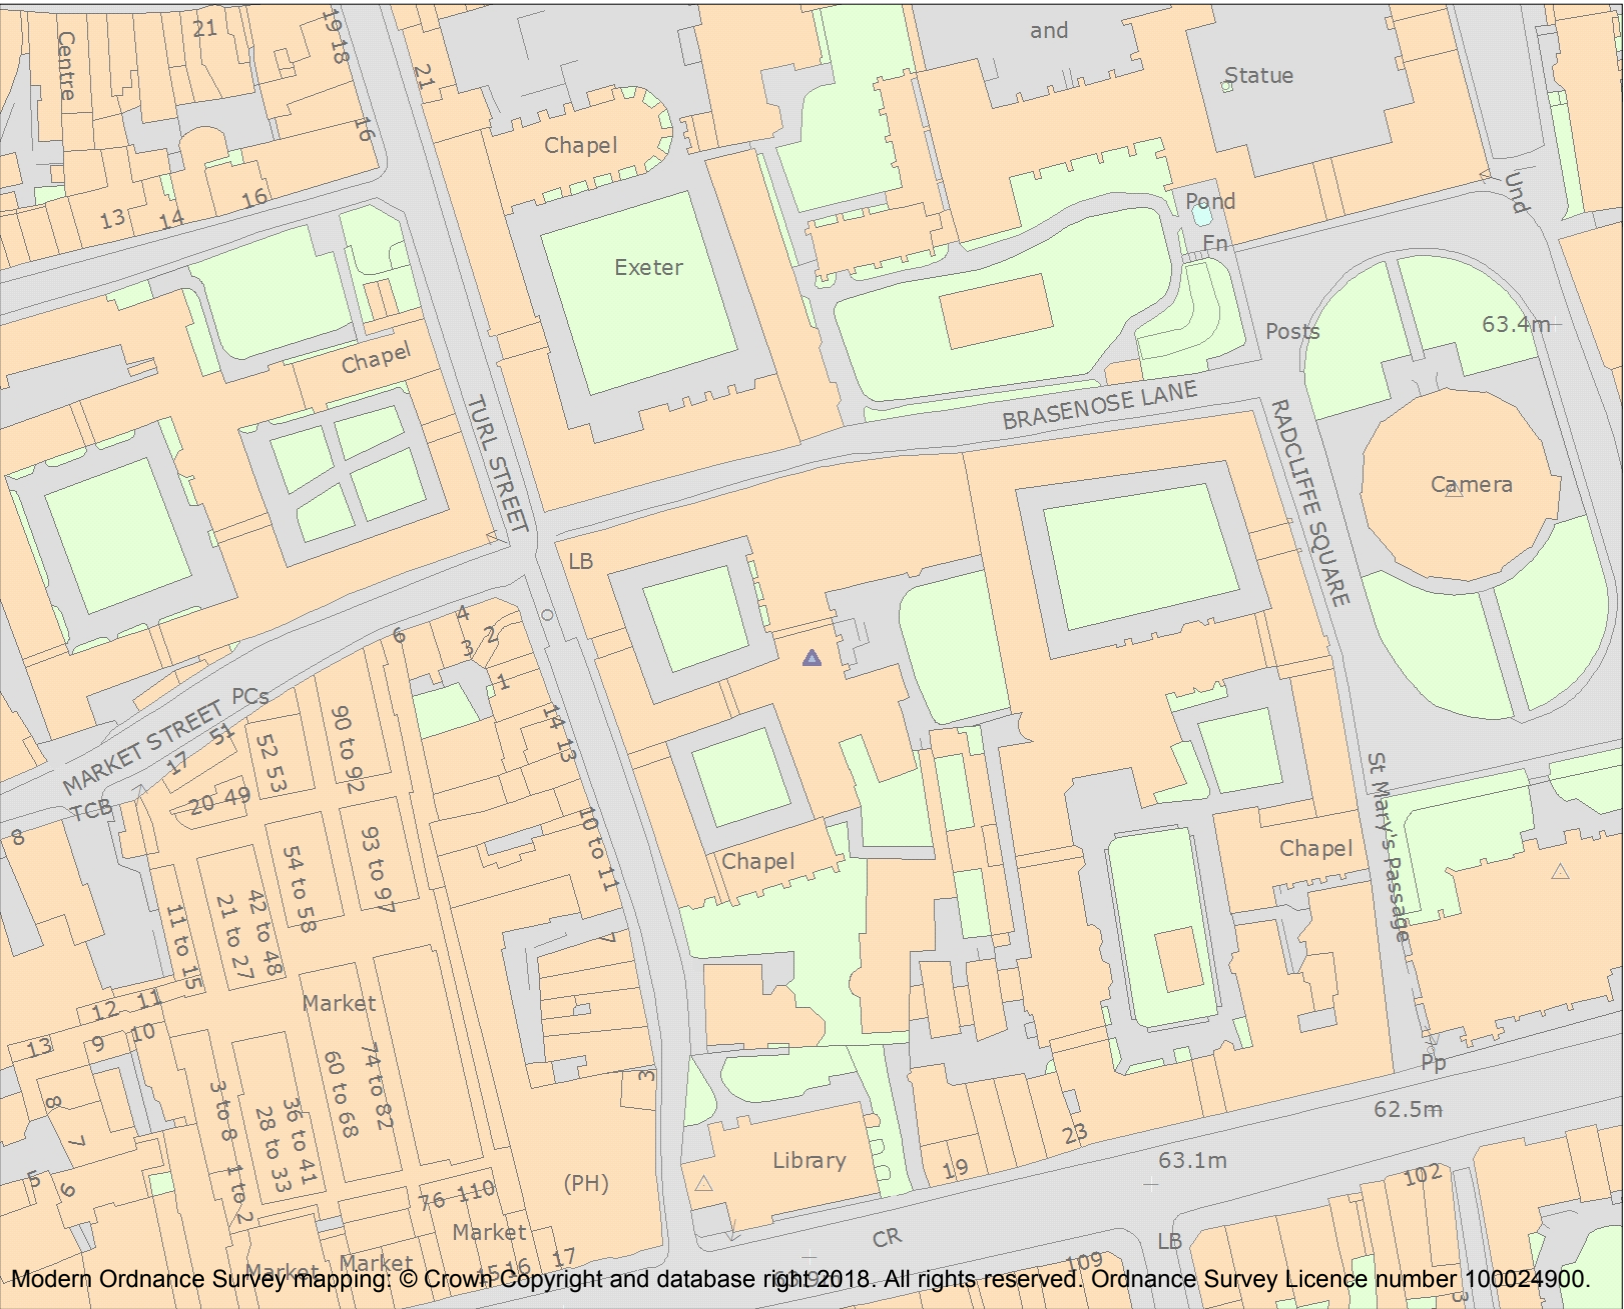 Centre
21
19 18
21
and
Statue
16
Chapel
13
14
16
Pond
Und
Fn
Exeter
Posts
63.4m
Chapel
BRASENOSE LANE
TURL STREET
RADCLIFFE SQUARE
Camera
LB
4
2
3
6
1
PCs
MARKET STREET
51
17
52 53
90 to 92
14 13
St Mary's Passage
20 49
TCB
8
10 to 11
93 to 97
54 to 58
Chapel
Chapel
42 to 48
21 to 27
11 to 15
7
12
11
Market
10
9
13
74 to 82
60 to 68
3
Pp
62.5m
8
7
3 to 8
36 to 41
28 to 33
23
5
9
1 to 2
(PH)
Library
19
63.1m
102
76 110
Market
CR
LB
Market
Market
15 16
17
63.9m
109
3
Modern Ordnance Survey mapping: © Crown Copyright and database right 2018. All rights reserved. Ordnance Survey Licence number 100024900.